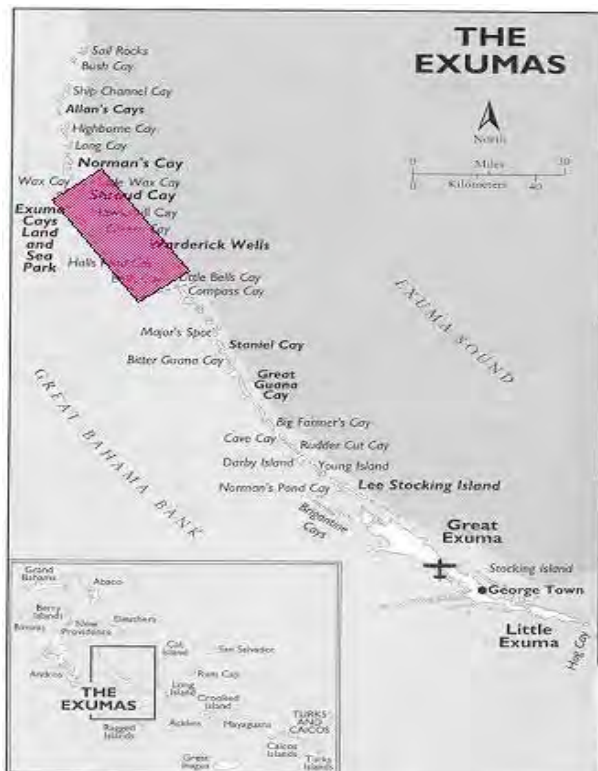 THE
EXUMAS
North
0 Miles 30
0 Kilometers 40
Sail Rocks
Bush Cay
Ship Channel Cay
Allan's Cays
Highborne Cay
Long Cay
Norman's Cay
Wax Cay
Wax Cay
Shroud Cay
Cay
Exuma
Cays
Land
and
Sea
Park
Warderick Wells
Halls
Little Bells Cay
Compass Cay
EXUMA SOUND
Major's Spot
Staniel Cay
Bitter Guana Cay
Great
Guana
Cay
GREAT BAHAMA BANK
Big Farmer's Cay
Cave Cay
Rudder Cut Cay
Darby Island
Young Island
Norman's Pond Cay
Lee Stocking Island
Brigantine
Cays
Great
Exuma
Stocking Island
George Town
Little
Exuma
Hog Cay
Grand
Bahama
Abaco
Berry
Islands
Eleuthera
New
Providence
Bimini
Andros
Cat
Island
San Salvador
THE
EXUMAS
Long
Island
Rum Cay
Crooked
Island
Acklins
Mayaguana
Ragged
Islands
TURKS
AND
CAICOS
Caicos
Islands
Great
Inagua
Turks
Islands